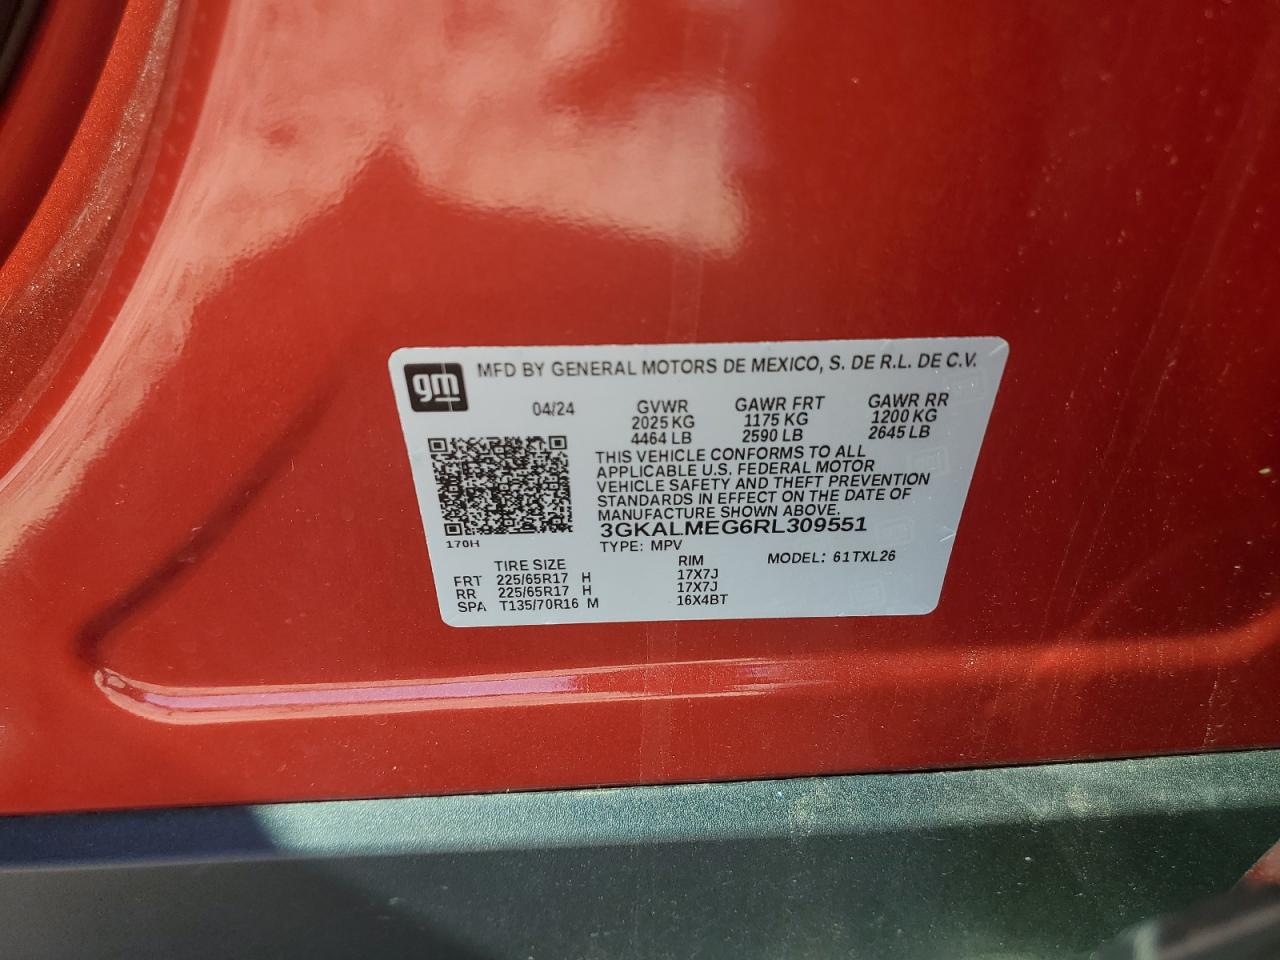 gm
MFD BY GENERAL MOTORS DE MEXICO, S. DE R.L. DE C.V.
04/24 GVWR GAWR FRT GAWR RR
2025 KG 1175 KG 1200 KG
4464 LB 2590 LB 2645 LB
THIS VEHICLE CONFORMS TO ALL
APPLICABLE U.S. FEDERAL MOTOR
VEHICLE SAFETY AND THEFT PREVENTION
STANDARDS IN EFFECT ON THE DATE OF
MANUFACTURE SHOWN ABOVE.
3GKALMEG6RL309551
170H
TYPE: MPV MODEL: 61TXL26
TIRE SIZE RIM
FRT 225/65R17 H 17X7J
RR 225/65R17 H 17X7J
SPA T135/70R16 M 16X4BT